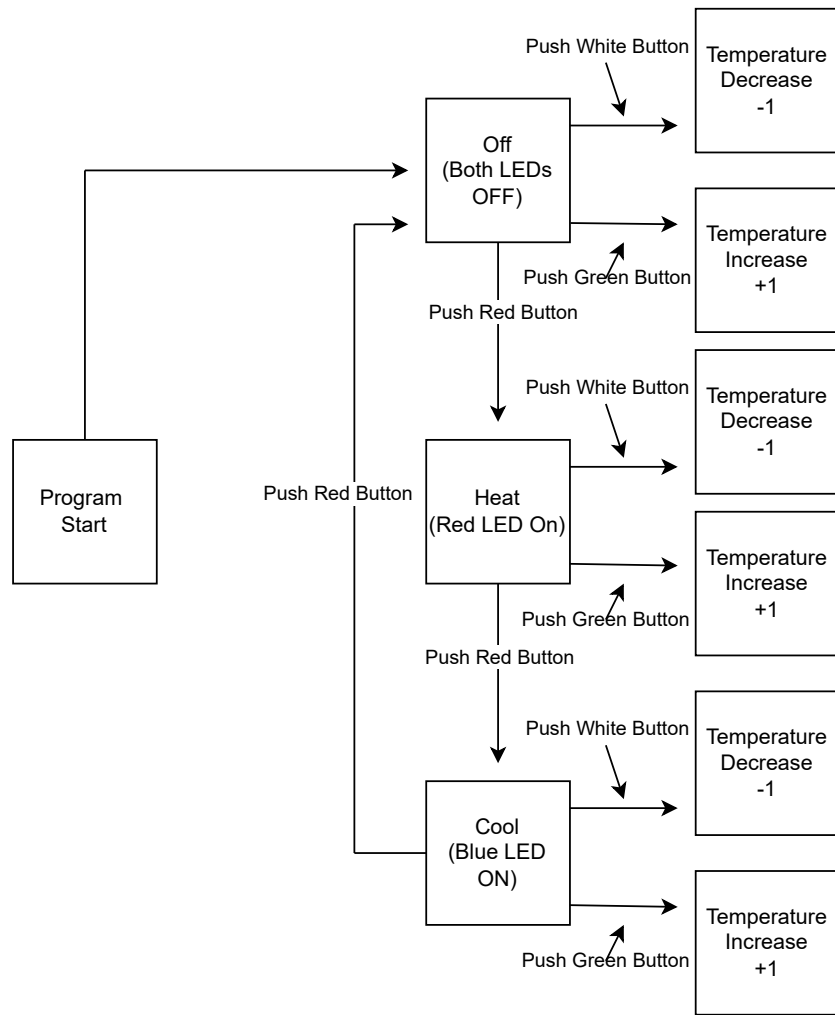 Push White Button
Temperature
Decrease
-1
Off
(Both LEDs
OFF)
Temperature
Increase
+1
Push Green Button
Push Red Button
Push White Button
Temperature
Decrease
-1
Program
Start
Push Red Button
Heat
(Red LED On)
Temperature
Increase
+1
Push Green Button
Push Red Button
Push White Button
Temperature
Decrease
-1
Cool
(Blue LED
ON)
Temperature
Increase
+1
Push Green Button